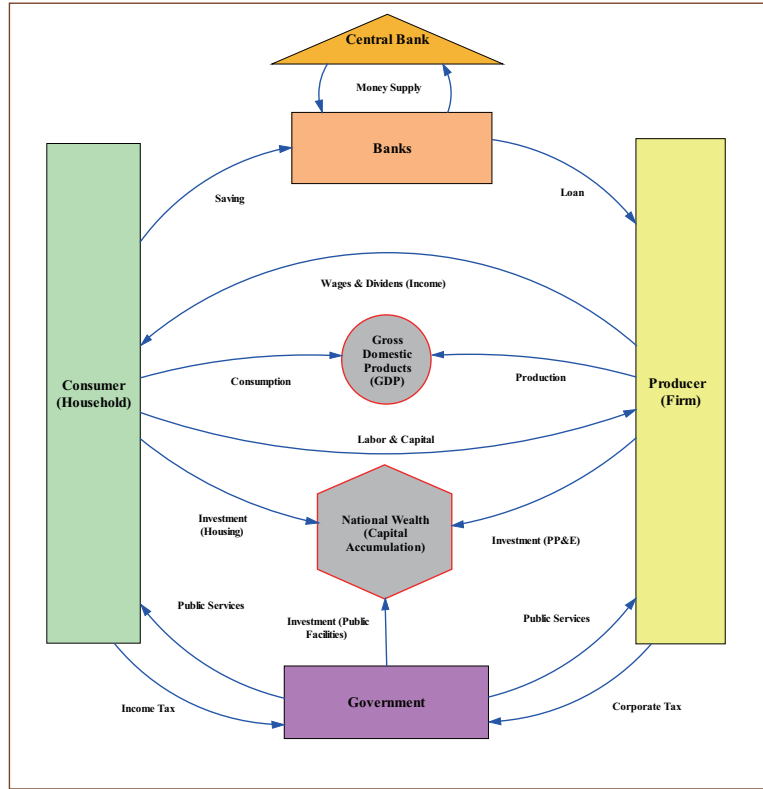 Central Bank
Money Supply
Banks
Saving
Loan
Wages & Dividens (Income)
Gross
Domestic
Products
(GDP)
Consumption
Production
Consumer
(Household)
Producer
(Firm)
Labor & Capital
National Wealth
(Capital
Accumulation)
Investment
(Housing)
Investment (PP&E)
Public Services
Investment (Public
Facilities)
Public Services
Government
Income Tax
Corporate Tax